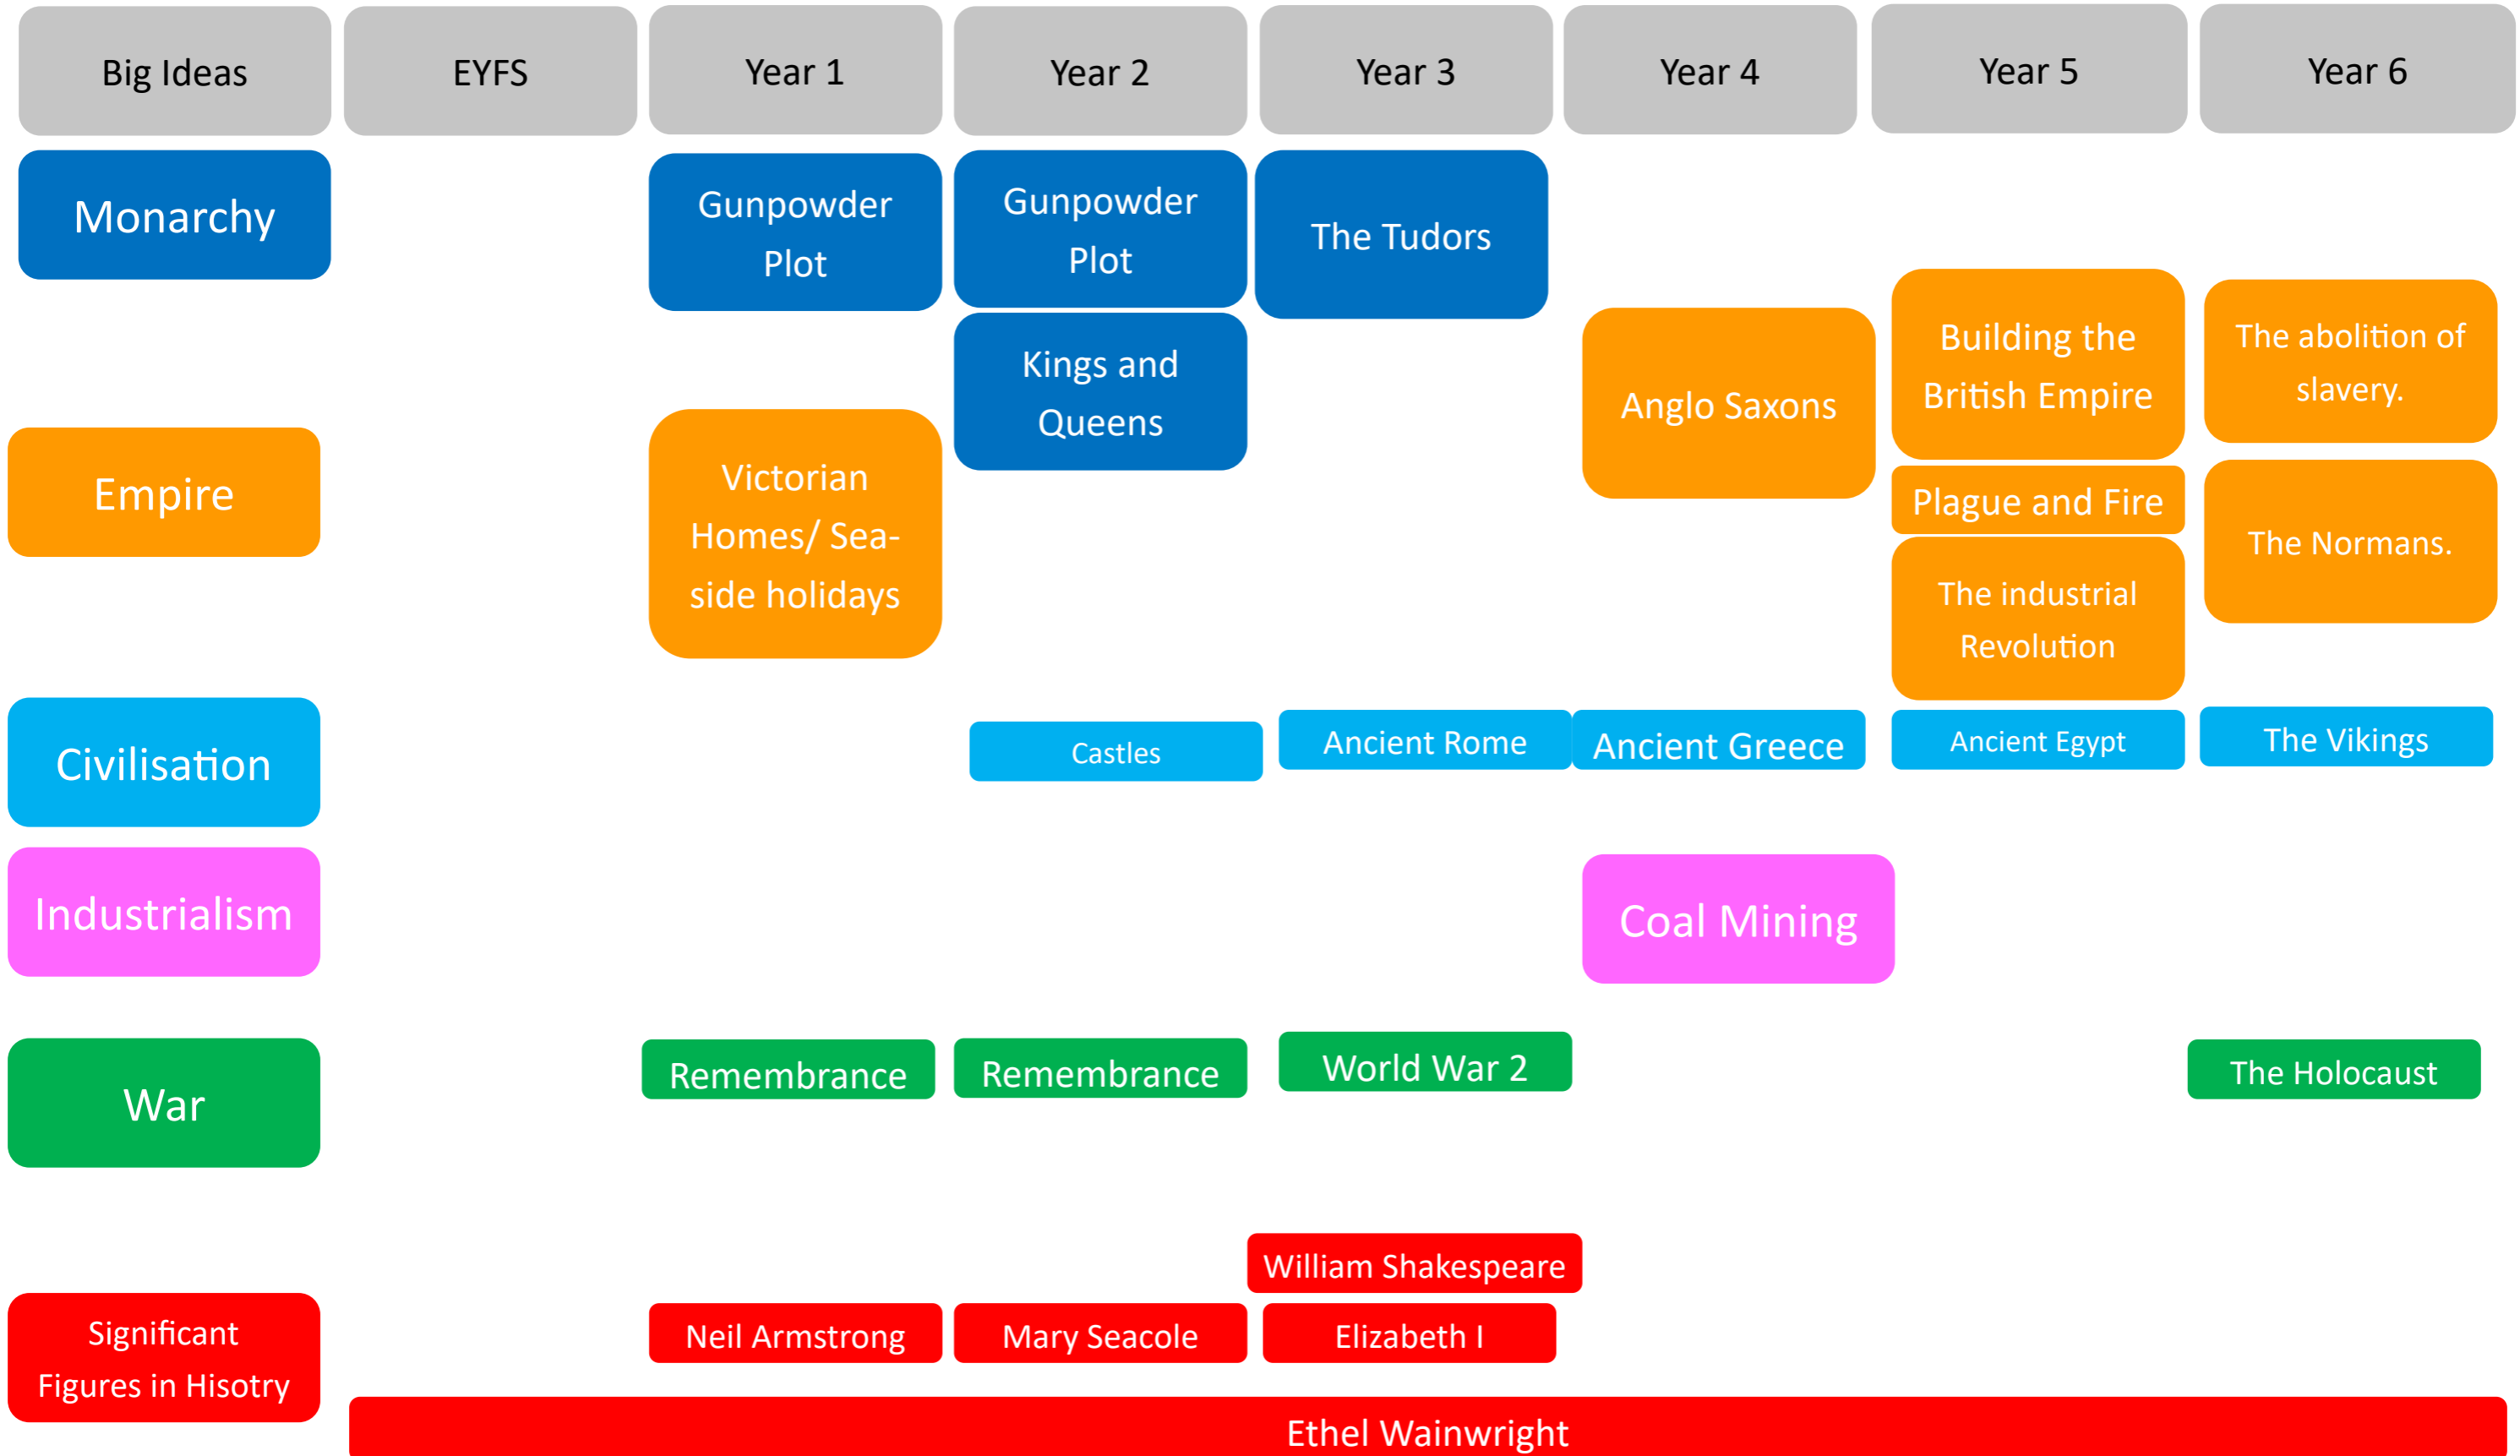 Big Ideas
EYFS
Year 1
Year 2
Year 3
Year 4
Year 5
Year 6
Monarchy
Gunpowder
Plot
Gunpowder
Plot
Kings and
Queens
The Tudors
Empire
Victorian
Homes/ Sea-
side holidays
Anglo Saxons
Building the
British Empire
Plague and Fire
The industrial
Revolution
The abolition of
slavery.
The Normans.
Civilisation
Castles
Ancient Rome
Ancient Greece
Ancient Egypt
The Vikings
Industrialism
Coal Mining
War
Remembrance
Remembrance
World War 2
The Holocaust
Significant
Figures in Hisotry
Neil Armstrong
Mary Seacole
William Shakespeare
Elizabeth I
Ethel Wainwright